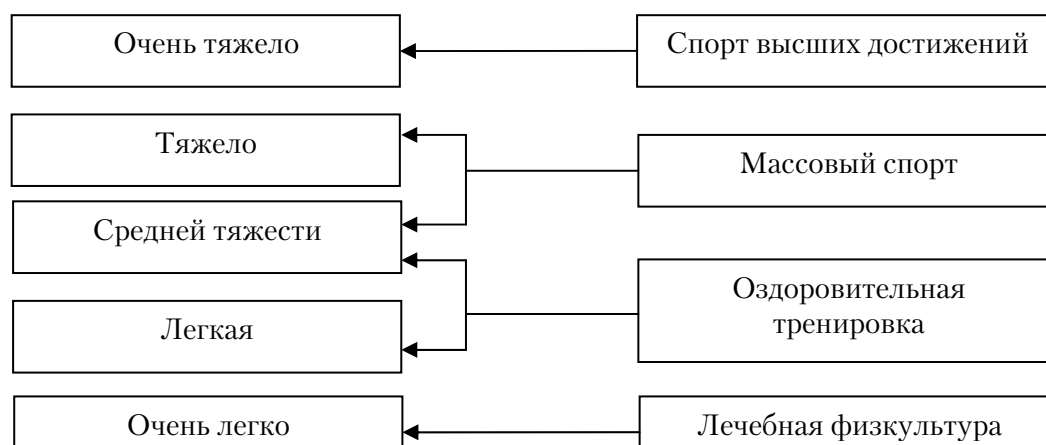 Очень тяжело
Спорт высших достижений
Тяжело
Массовый спорт
Средней тяжести
Оздоровительная
тренировка
Легкая
Очень легко
Лечебная физкультура